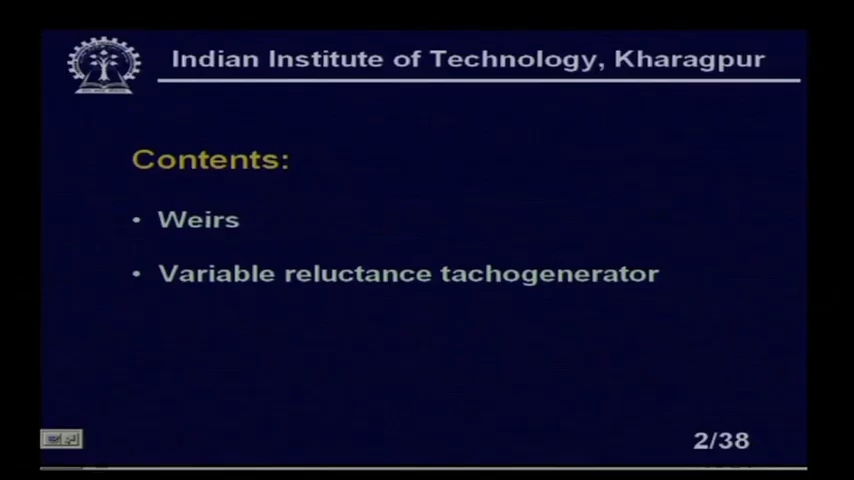 Indian Institute of Technology, Kharagpur
Contents:
• Weirs
• Variable reluctance tachogenerator
2/38